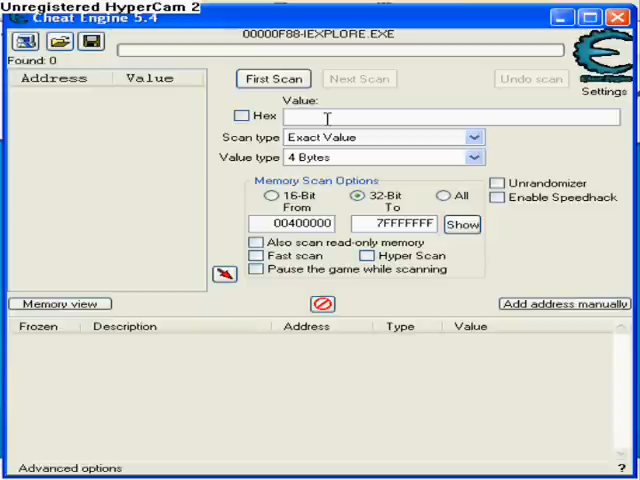 Unregistered HyperCam 2
Cheat Engine 5.4
00000F88-IEXPLORE.EXE
Found: 0
Address Value
First Scan Next Scan Undo scan
Settings
Value:
Hex
Scan type Exact Value
Value type 4 Bytes
Memory Scan Options
16-Bit 32-Bit All
From To
00400000 7FFFFFFF Show
Also scan read-only memory
Fast scan Hyper Scan
Pause the game while scanning
Unrandomizer
Enable Speedhack
Memory view Add address manually
Frozen Description Address Type Value
Advanced options ?